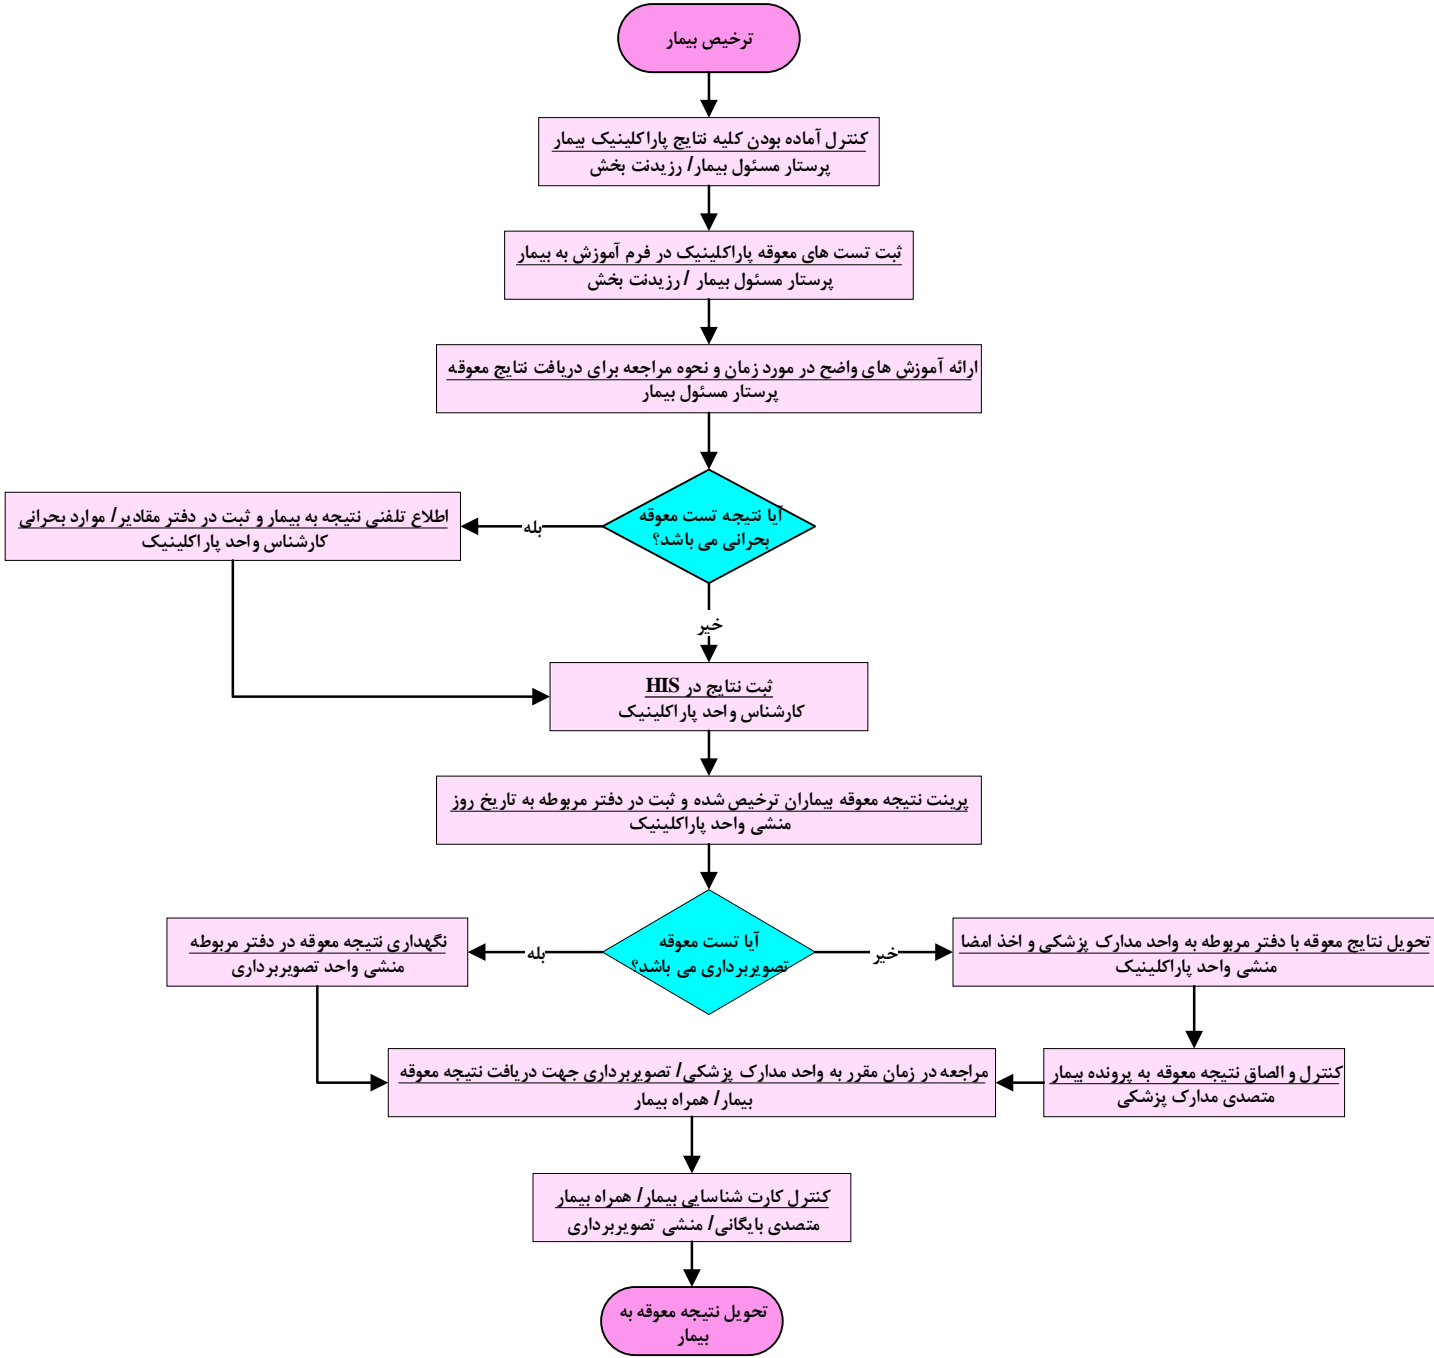 ترخیص بیمار
کنترل آماده بودن کلیه نتایج پاراکلینیک بیمار
پرستار مسئول بیمار/ رزیدنت بخش
ثبت تست های معوقه پاراکلینیک در فرم آموزش به بیمار
پرستار مسئول بیمار / رزیدنت بخش
ارائه آموزش های واضح در مورد زمان و نحوه مراجعه برای دریافت نتایج معوقه
پرستار مسئول بیمار
آیا نتیجه تست معوقه
بحرانی می باشد؟
بله
اطلاع تلفنی نتیجه به بیمار و ثبت در دفتر مقادیر/ موارد بحرانی
کارشناس واحد پاراکلینیک
خیر
ثبت نتایج در HIS
کارشناس واحد پاراکلینیک
پرینت نتیجه معوقه بیماران ترخیص شده و ثبت در دفتر مربوطه به تاریخ روز
منشی واحد پاراکلینیک
آیا تست معوقه
تصویربرداری می باشد؟
خیر
تحویل نتایج معوقه با دفتر مربوطه به واحد مدارک پزشکی و اخذ امضا
منشی واحد پاراکلینیک
بله
نگهداری نتیجه معوقه در دفتر مربوطه
منشی واحد تصویربرداری
کنترل و الصاق نتیجه معوقه به پرونده بیمار
متصدی مدارک پزشکی
مراجعه در زمان مقرر به واحد مدارک پزشکی/ تصویربرداری جهت دریافت نتیجه معوقه
بیمار/ همراه بیمار
کنترل کارت شناسایی بیمار/ همراه بیمار
متصدی بایگانی/ منشی تصویربرداری
تحویل نتیجه معوقه به
بیمار